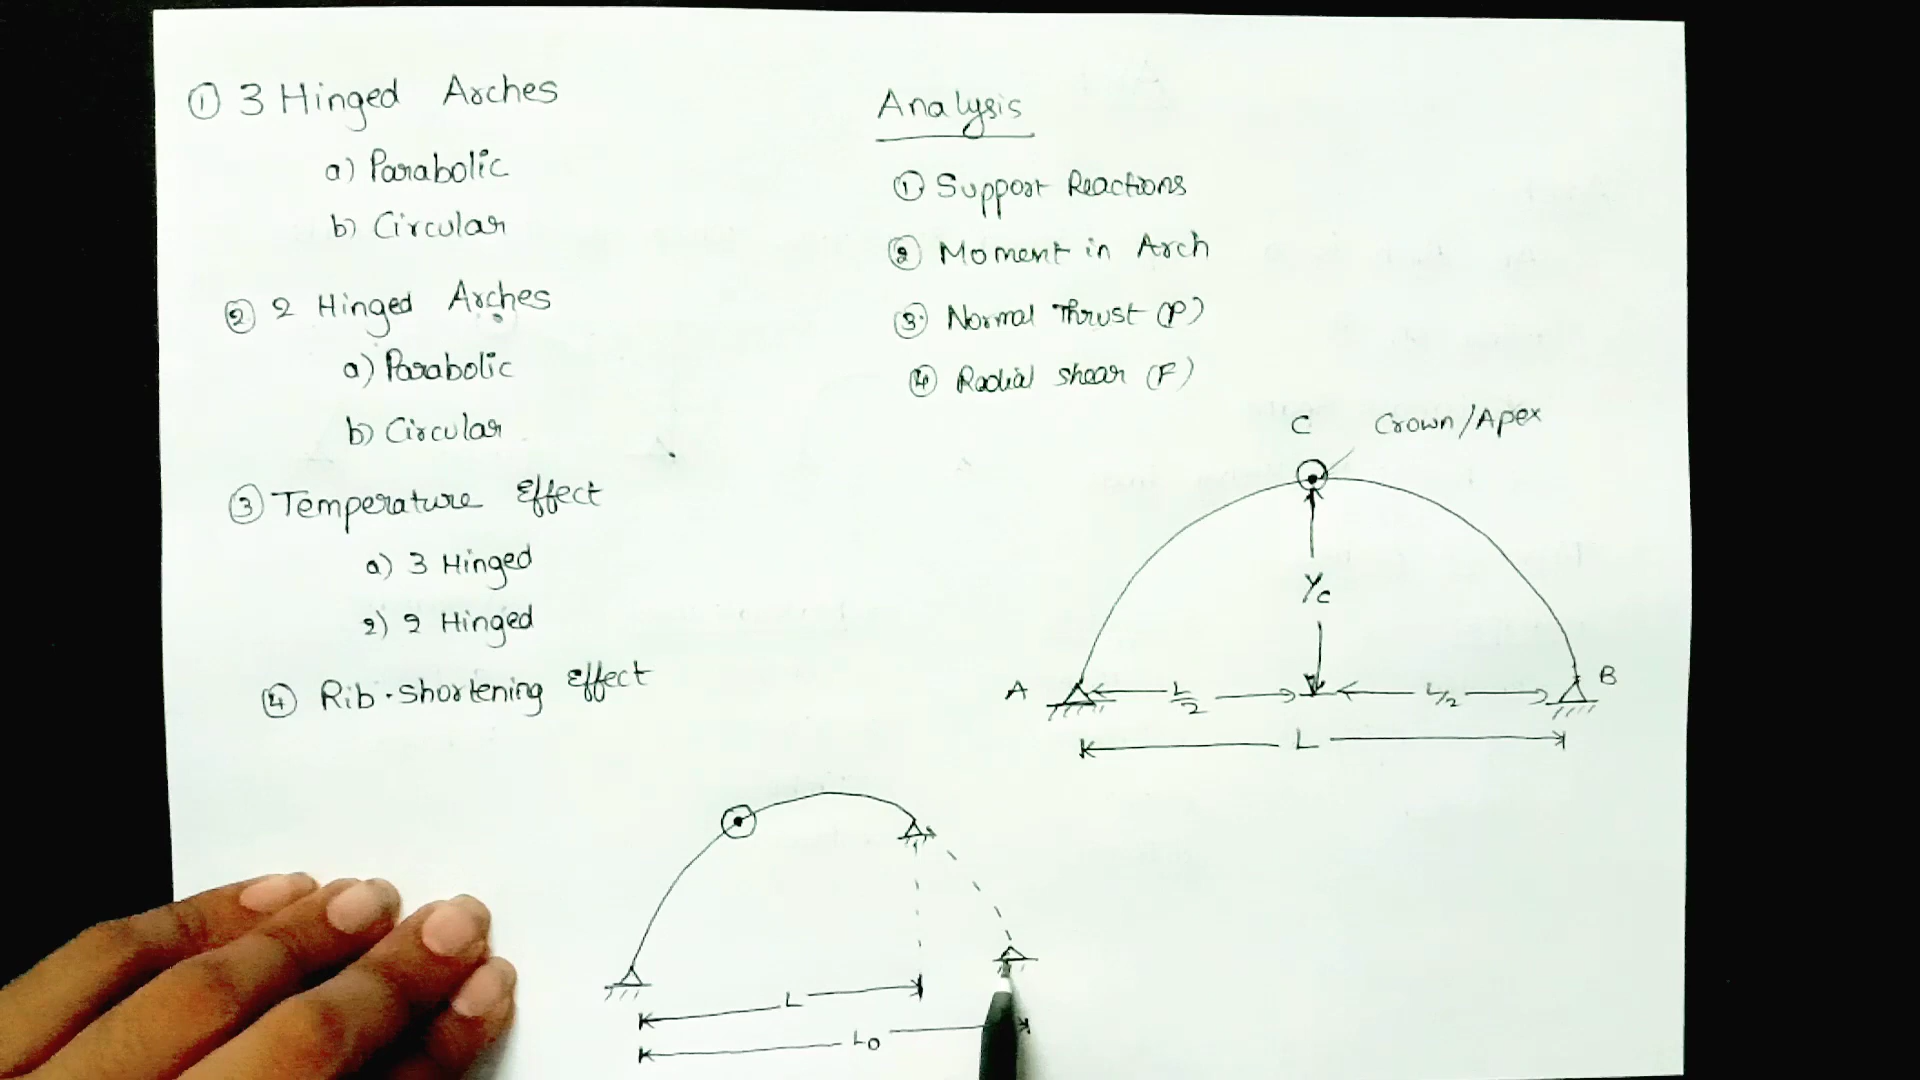 ① 3 Hinged Arches
a) Parabolic
b) Circular
② 2 Hinged Arches
a) Parabolic
b) Circular
③ Temperature Effect
a) 3 Hinged
2) 2 Hinged
④ Rib-Shortening Effect
Analysis
① Support Reactions
② Moment in Arch
③ Normal Thrust (P)
④ Radial Shear (F)
C Crown/Apex
Yc
A L/2 L/2 B
L
L
L0